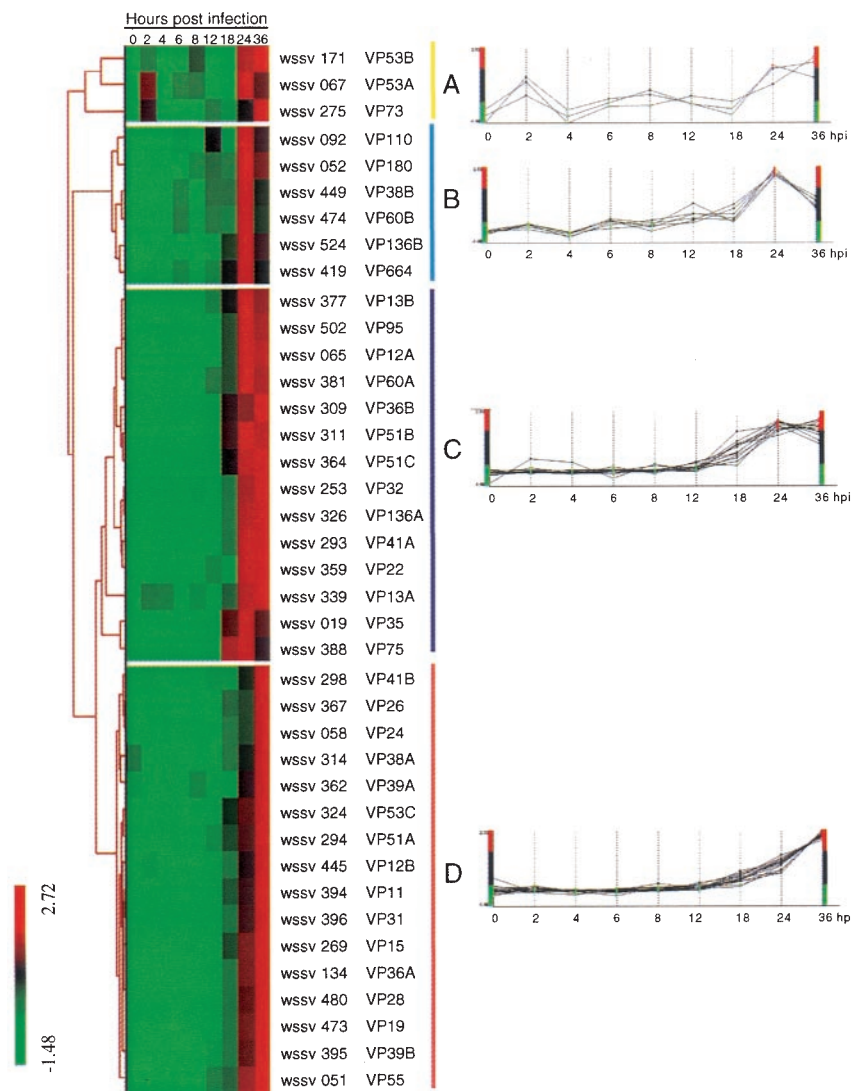 Hours post infection
0 2 4 6 8 12 18 24 36
wssv 171 VP53B
wssv 067 VP53A
wssv 275 VP73
wssv 092 VP110
wssv 052 VP180
wssv 449 VP38B
wssv 474 VP60B
wssv 524 VP136B
wssv 419 VP664
wssv 377 VP13B
wssv 502 VP95
wssv 065 VP12A
wssv 381 VP60A
wssv 309 VP36B
wssv 311 VP51B
wssv 364 VP51C
wssv 253 VP32
wssv 326 VP136A
wssv 293 VP41A
wssv 359 VP22
wssv 339 VP13A
wssv 019 VP35
wssv 388 VP75
wssv 298 VP41B
wssv 367 VP26
wssv 058 VP24
wssv 314 VP38A
wssv 362 VP39A
wssv 324 VP53C
wssv 294 VP51A
wssv 445 VP12B
wssv 394 VP11
wssv 396 VP31
wssv 269 VP15
wssv 134 VP36A
wssv 480 VP28
wssv 473 VP19
wssv 395 VP39B
wssv 051 VP55
2.72
-1.48
A
0 2 4 6 8 12 18 24 36 hpi
B
0 2 4 6 8 12 18 24 36 hpi
C
0 2 4 6 8 12 18 24 36 hpi
D
0 2 4 6 8 12 18 24 36 hpi